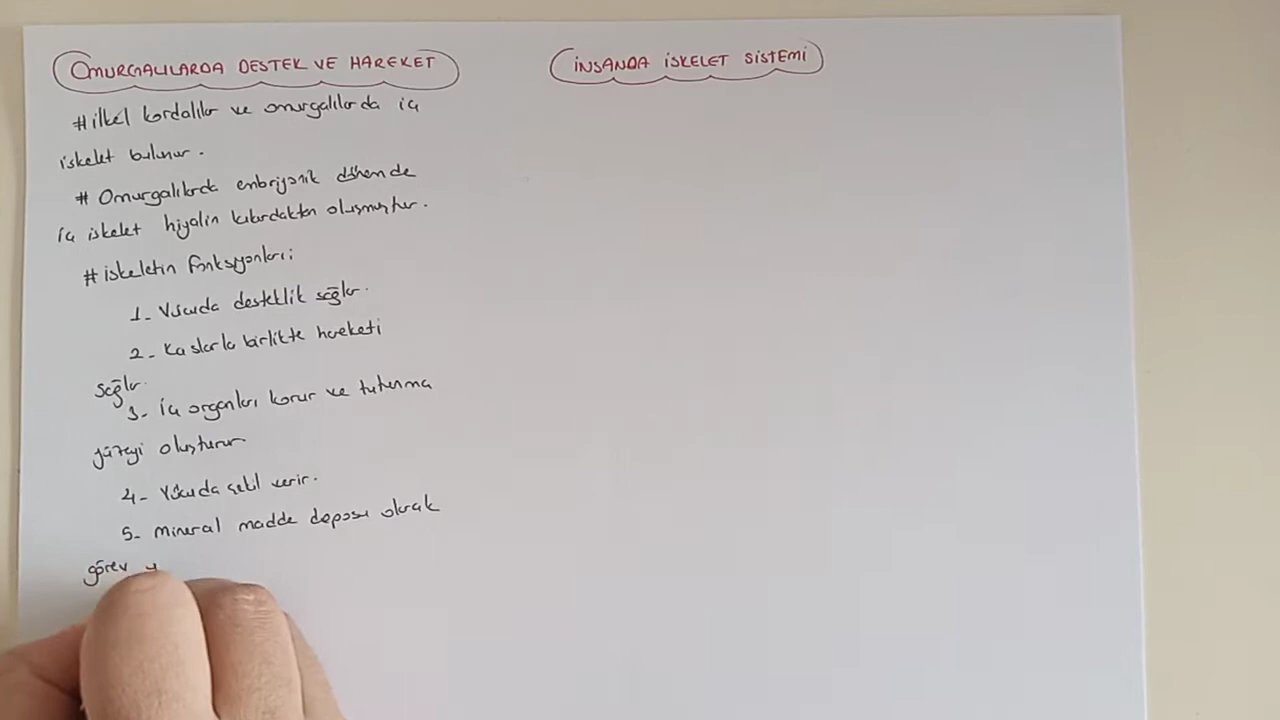 OMURGALILARDA DESTEK VE HAREKET
#ilkel kordalılar ve omurgalılarda iç
iskelet bulunur.
# Omurgalılarda embriyonik dönemde
iç iskelet hiyalin kıkırdaktan oluşmuştur.
#iskeletin fonksiyonları;
1- Vücuda desteklik sağlar.
2- Kaslarla birlikte hareketi
sağlar.
3- İç organları korur ve tutunma
yüzeyi oluşturur
4- Vücuda şekil verir.
5- Mineral madde deposu olarak
görev
İNSANDA İSKELET SİSTEMİ